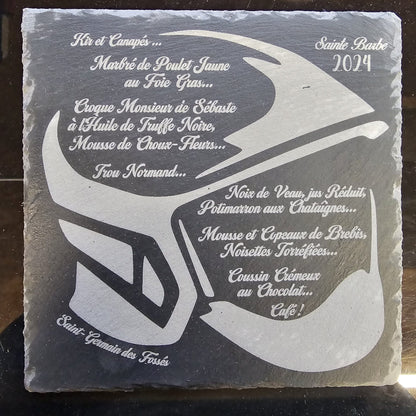 Kir et Canapés ...
Sainte Barbe
2024
Marbré de Poulet Jaune
au Foie Gras...
Croque Monsieur de Sébaste
à l'Huile de Truffe Noire,
Mousse de Choux-Fleurs...
Trou Normand...
Noix de Veau, jus Réduit,
Potimarron aux Chataîgnes...
Mousse et Copeaux de Brebis,
Noisettes Torréfiées...
Coussin Crémeux
au Chocolat...
Café !
Saint-Germain des Fossés